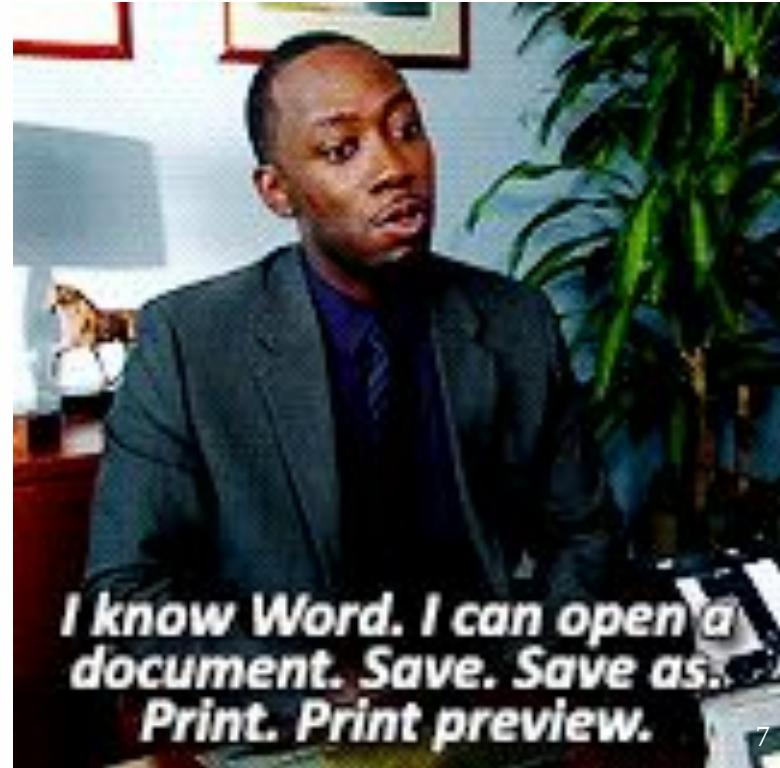 I know Word. I can open a
document. Save. Save as..
Print. Print preview.
7